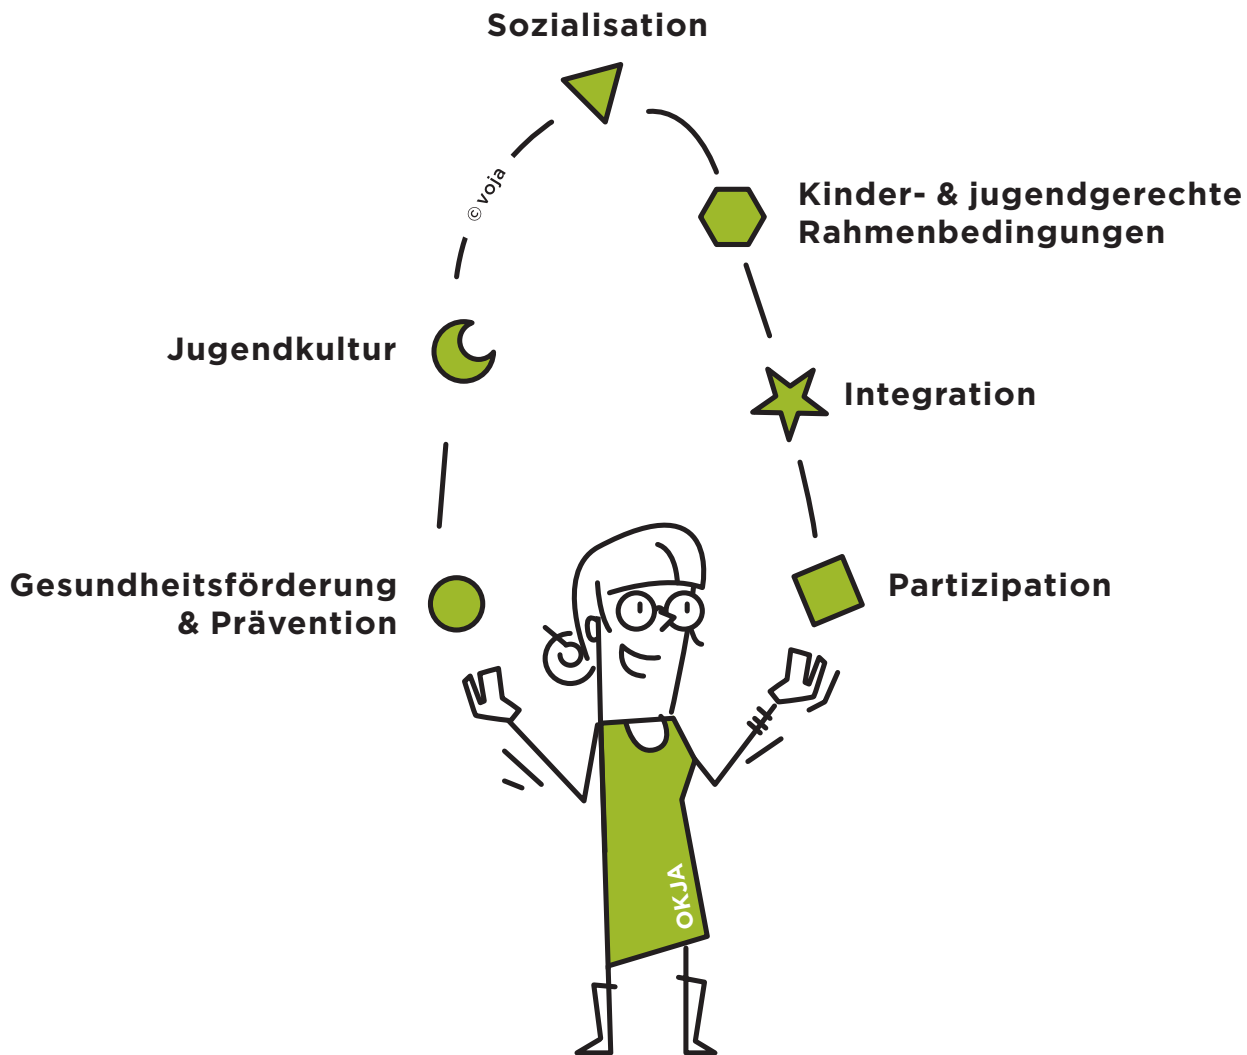 Sozialisation
© voja
Kinder- & jugendgerechte
Rahmenbedingungen
Jugendkultur
Integration
Gesundheitsförderung
& Prävention
Partizipation
OKJA